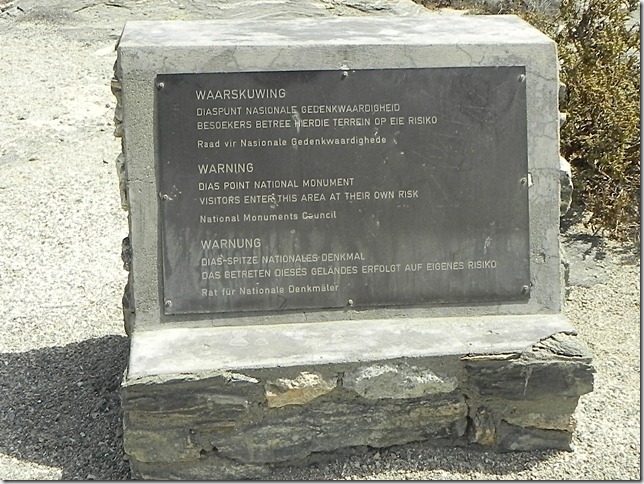 WAARSKUWING
DIASPUNT NASIONALE GEDENKWAARDIGHEID
BESOEKERS BETREE HIERDIE TERREIN OP EIE RISIKO
Raad vir Nasionale Gedenkwaardighede
WARNING
DIAS POINT NATIONAL MONUMENT
VISITORS ENTER THIS AREA AT THEIR OWN RISK
National Monuments Council
WARNUNG
DIAS-SPITZE NATIONALES DENKMAL
DAS BETRETEN DIESES GELÄNDES ERFOLGT AUF EIGENES RISIKO
Rat für Nationale Denkmäler